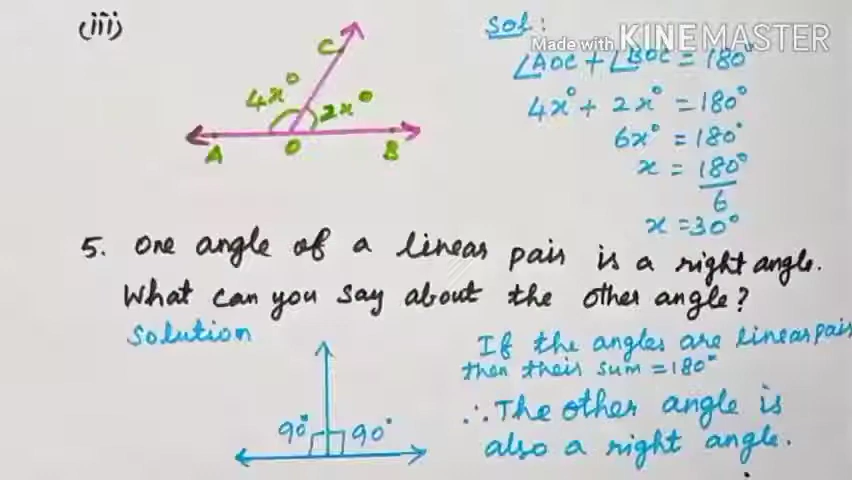 (iii)
C
4x° 2x°
A O B
Sol:
Made with KINEMASTER
∠AOC + ∠BOC = 180°
4x° + 2x° = 180°
6x° = 180°
x = 180°
6
x = 30°
5. One angle of a linear pair is a right angle.
What can you say about the other angle?
Solution
90° 90°
If the angles are linear pair
then their sum = 180°
∴ The other angle is
also a right angle.